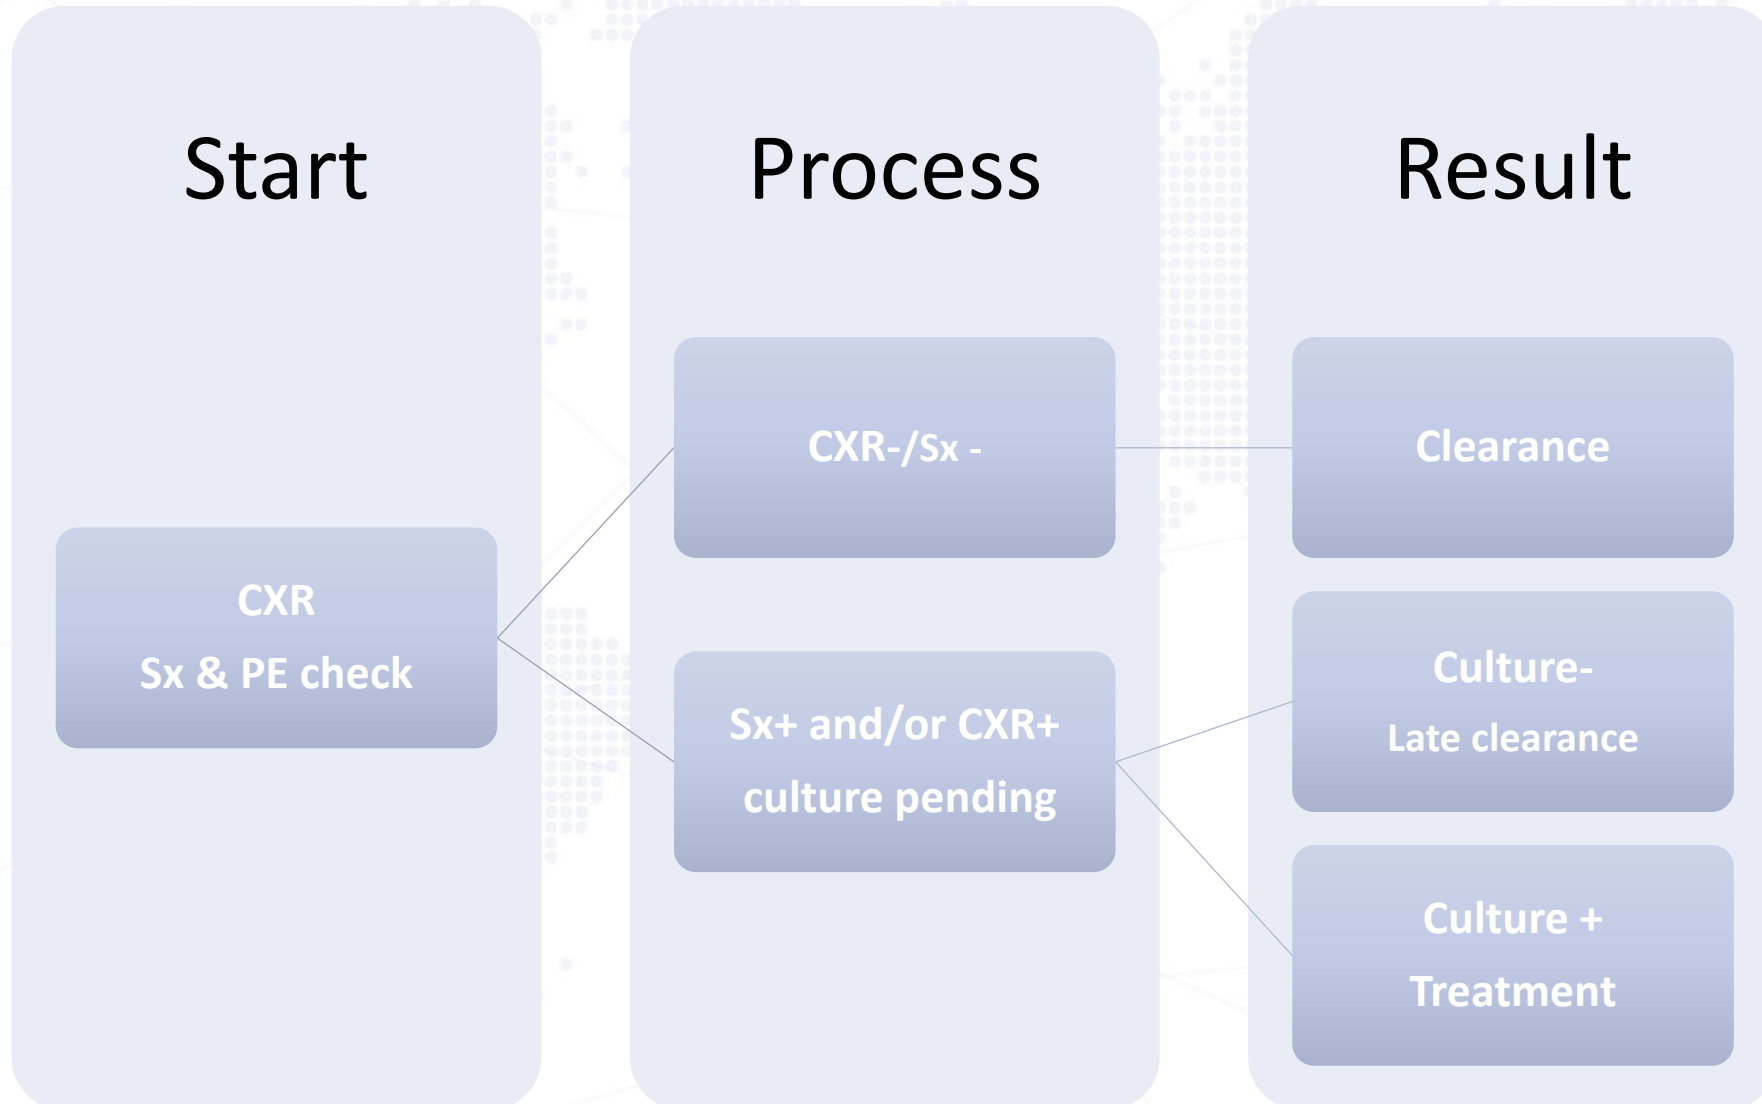 Start
CXR
Sx & PE check
Process
CXR-/Sx -
Sx+ and/or CXR+
culture pending
Result
Clearance
Culture-
Late clearance
Culture +
Treatment